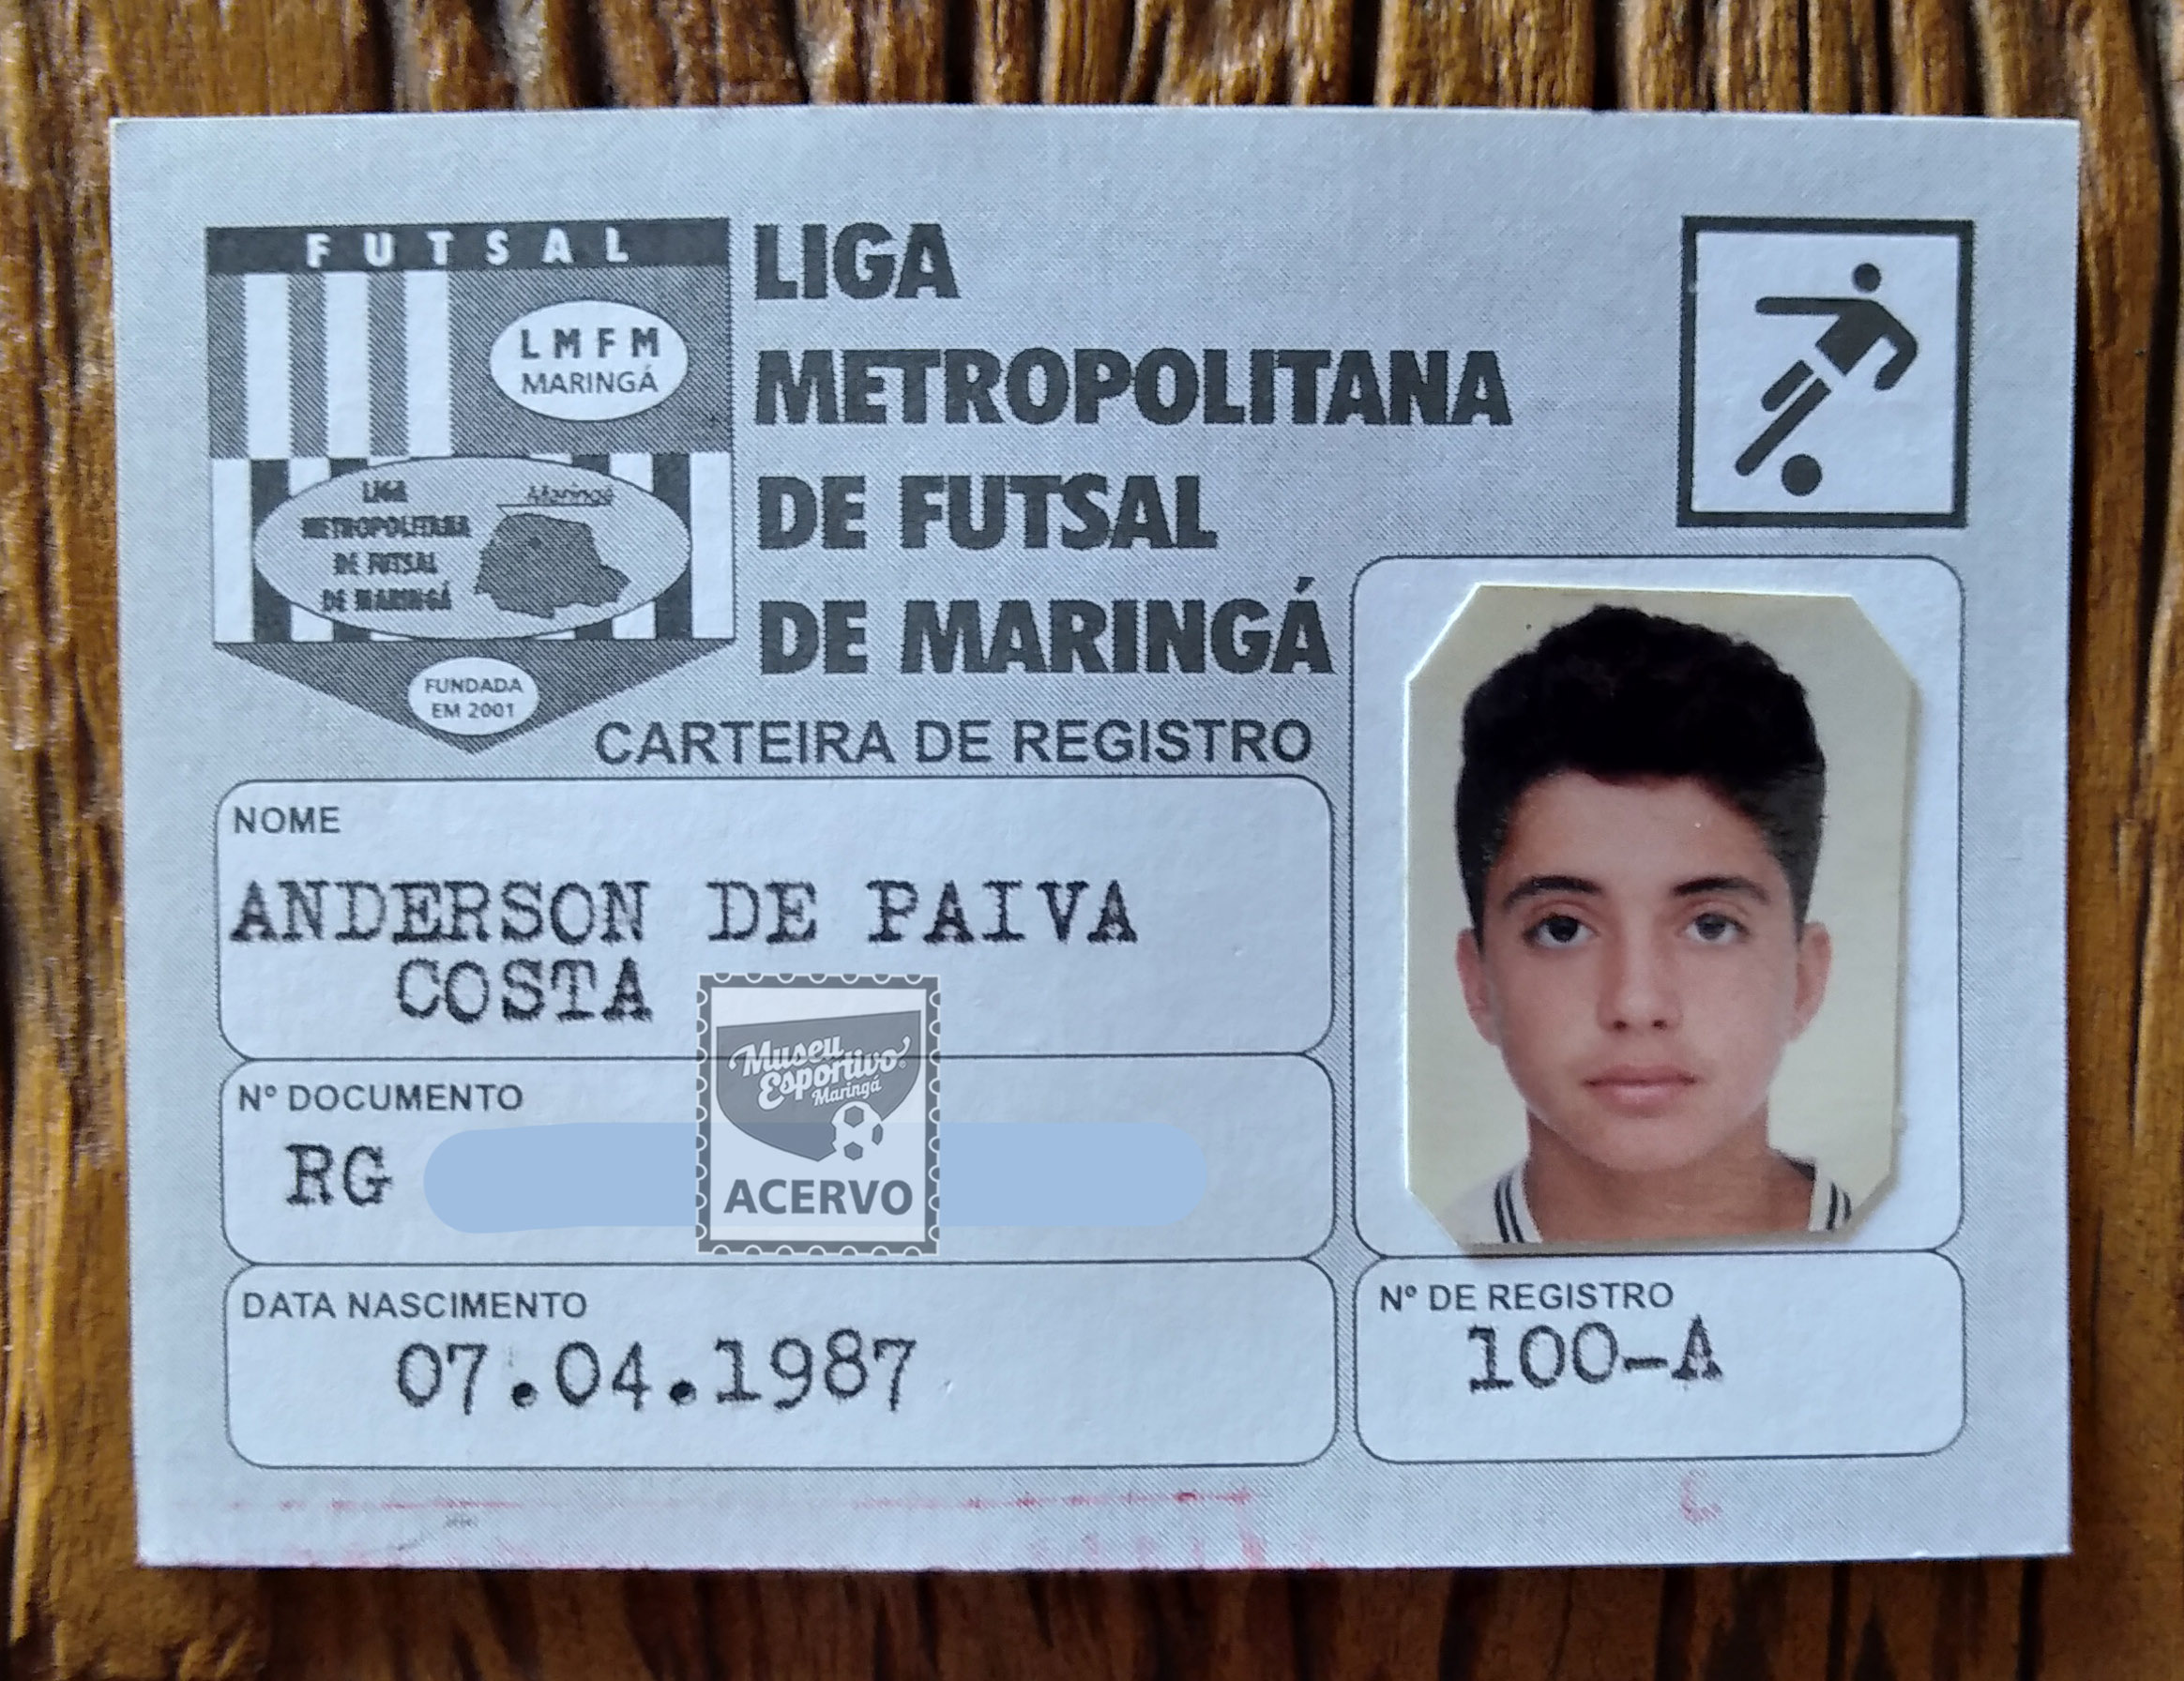 FUTSAL
LMFM
MARINGÁ
LIGA
METROPOLITANA
DE FUTSAL
DE MARINGÁ
Maringá
FUNDADA
EM 2001
LIGA
METROPOLITANA
DE FUTSAL
DE MARINGÁ
CARTEIRA DE REGISTRO
NOME
ANDERSON DE PAIVA
COSTA
Nº DOCUMENTO
RG
Museu
Esportivo
Maringá
ACERVO
DATA NASCIMENTO
07.04.1987
Nº DE REGISTRO
100-A